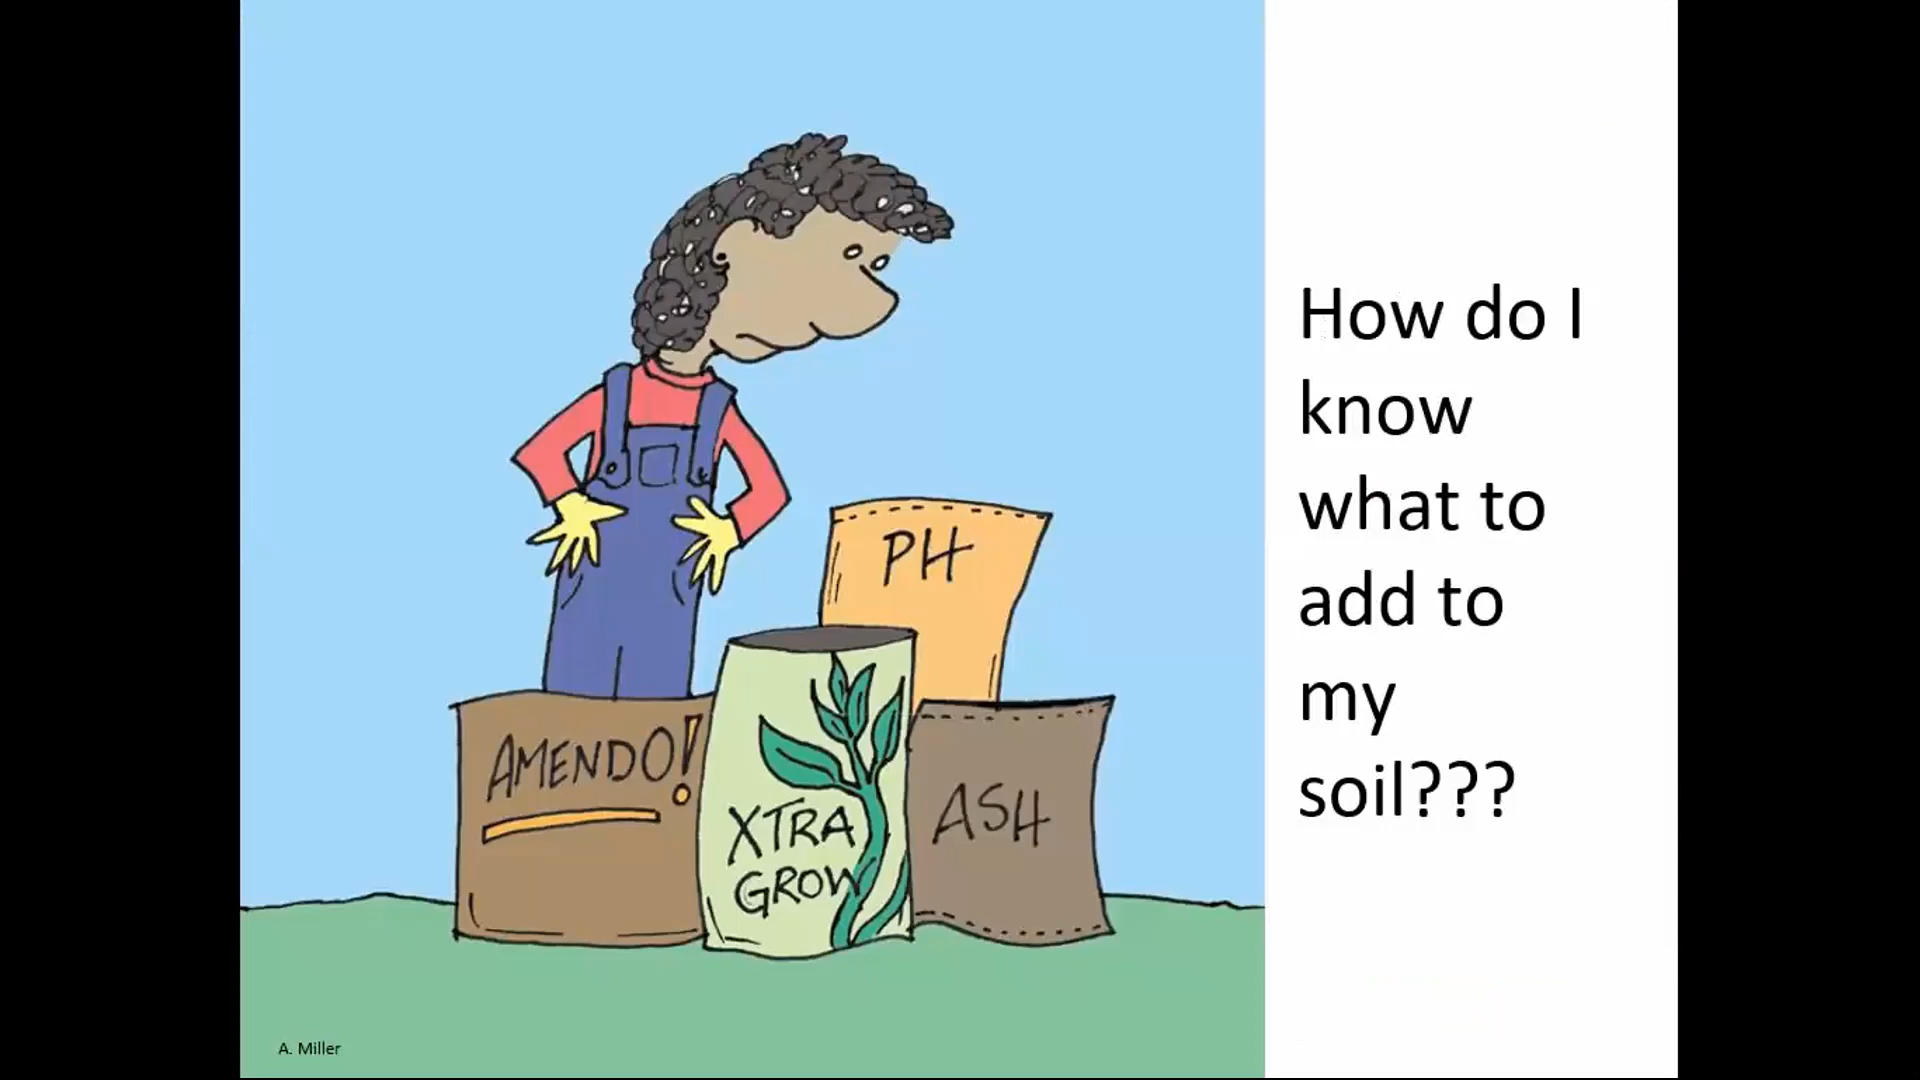 PH
AMENDO!
XTRA
GROW
ASH
A. Miller
How do I
know
what to
add to
my
soil???